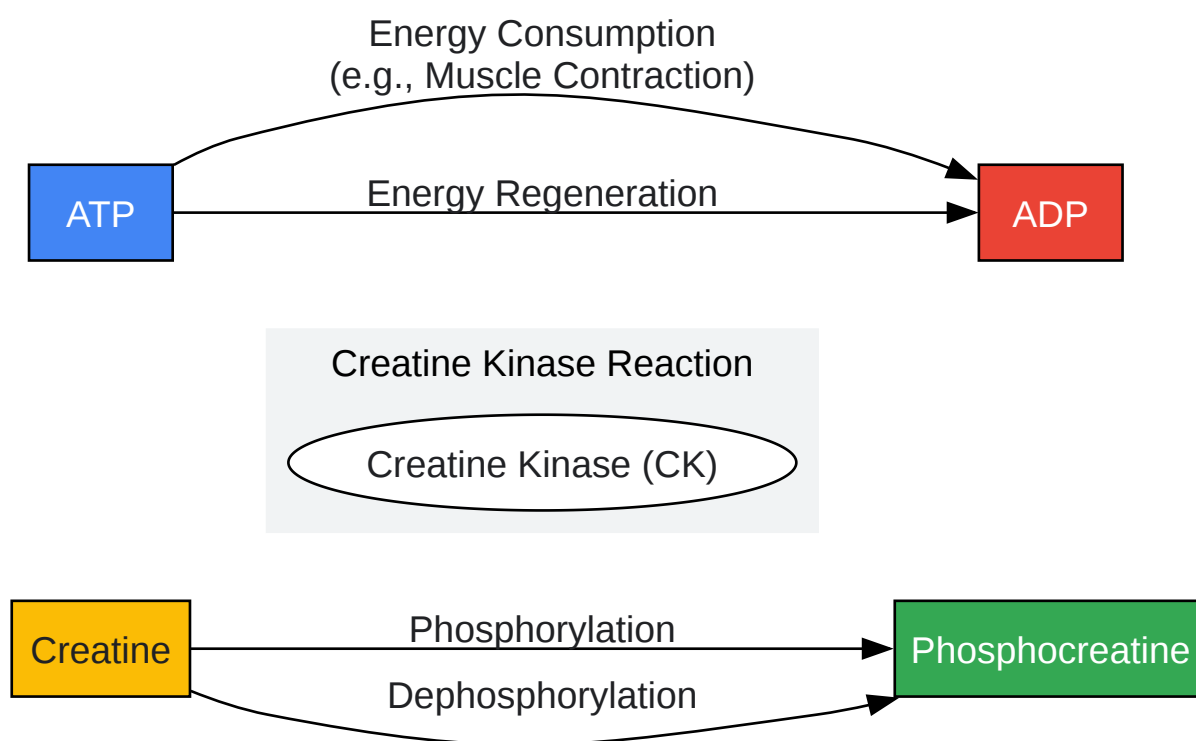 Energy Consumption
(e.g., Muscle Contraction)
ATP
Energy Regeneration
ADP
Creatine Kinase Reaction
Creatine Kinase (CK)
Creatine
Phosphorylation
Phosphocreatine
Dephosphorylation